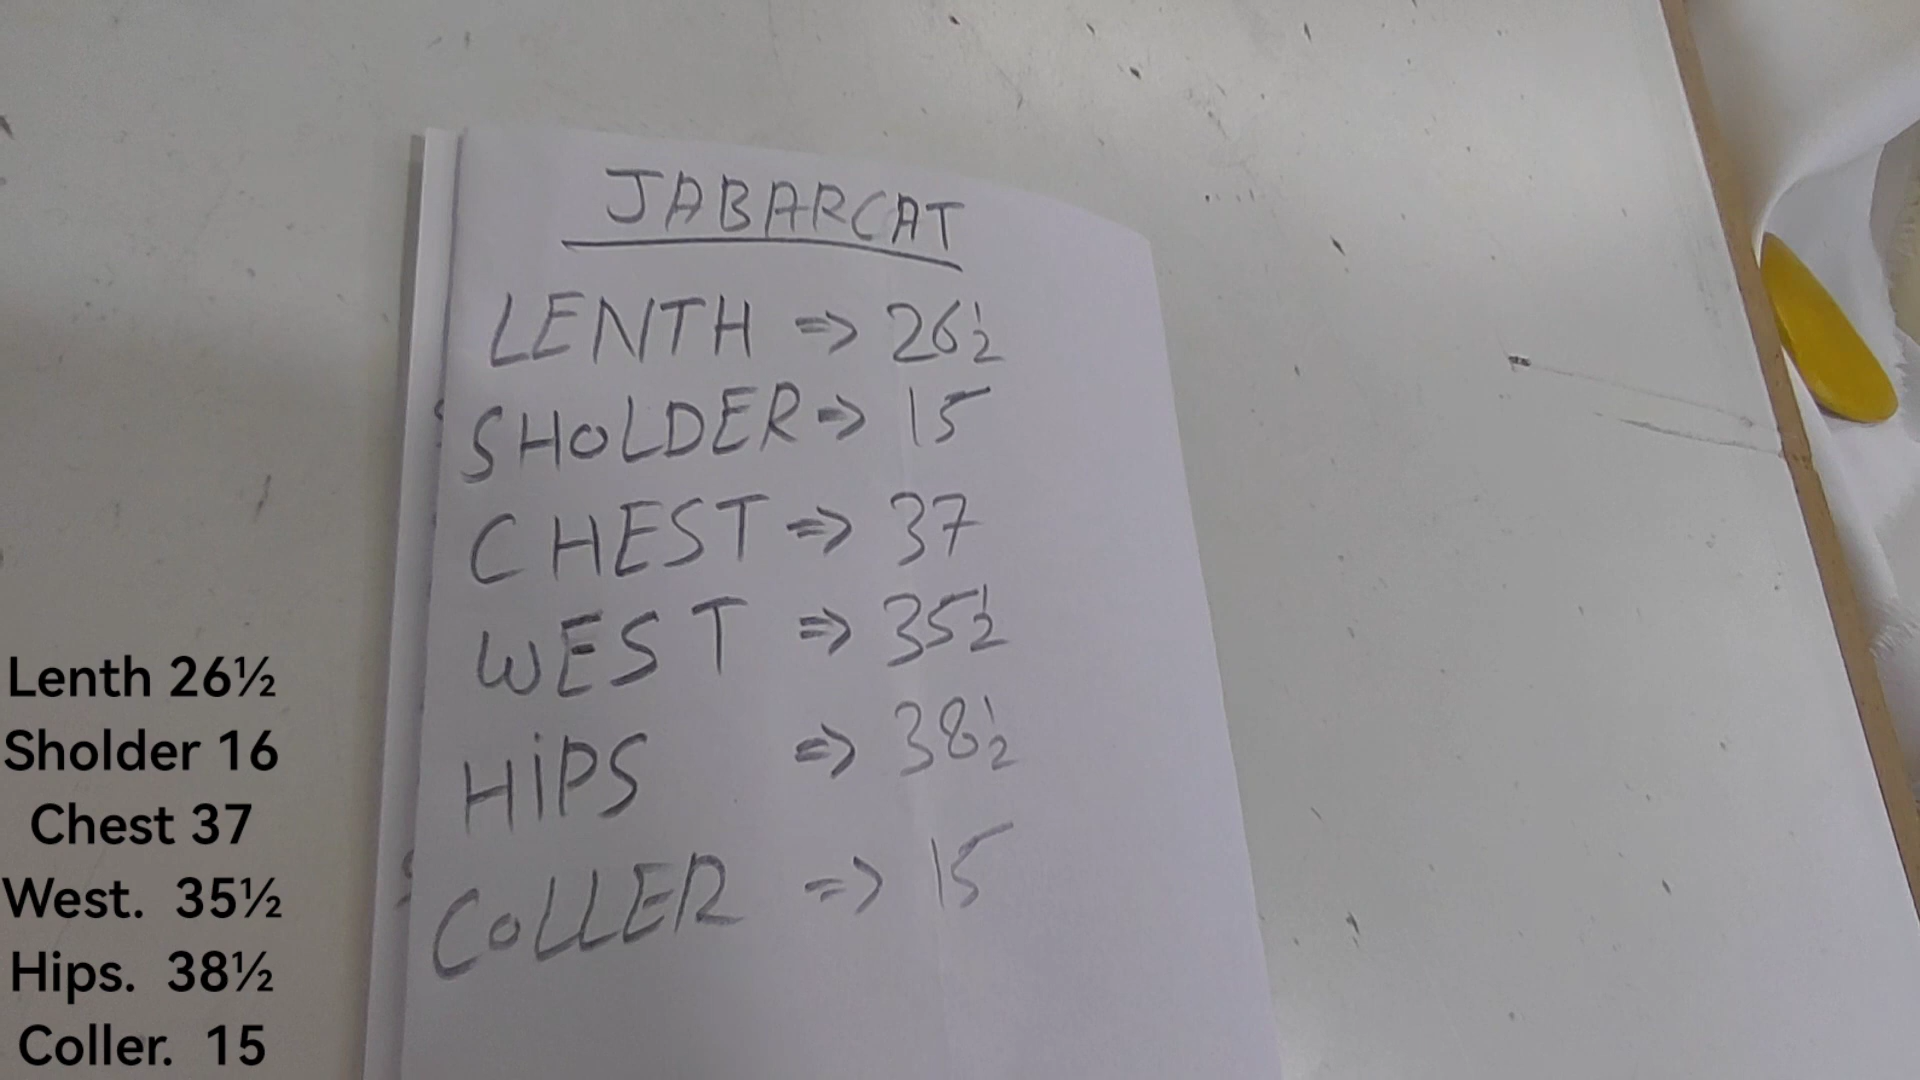 JABARCAT
LENTH => 26½
SHOLDER => 15
CHEST => 37
WEST => 35½
HiPS => 38½
COLLER => 15
Lenth 26½
Sholder 16
Chest 37
West. 35½
Hips. 38½
Coller. 15